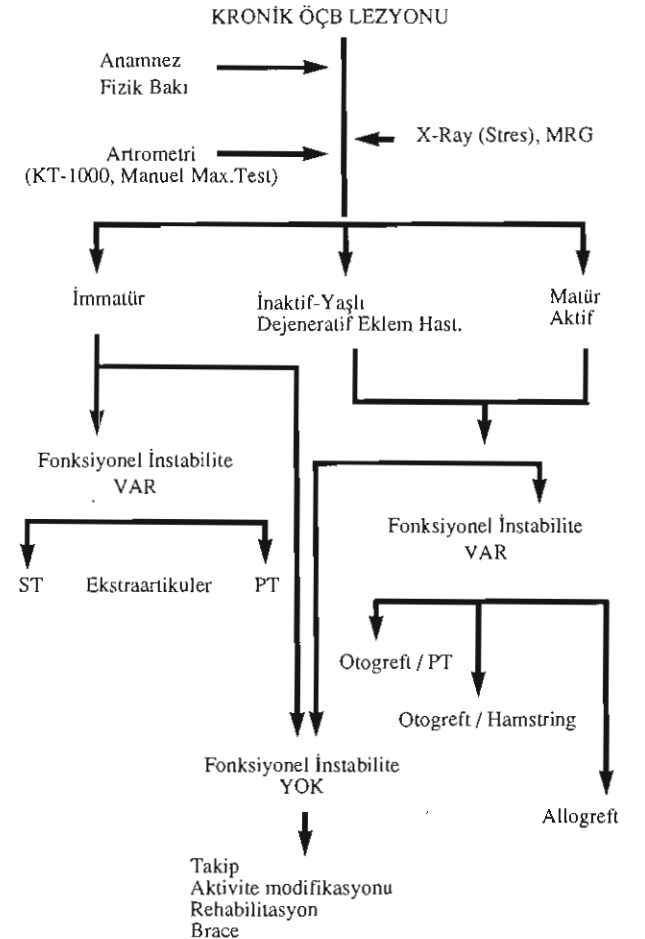 KRONİK ÖÇB LEZYONU
Anamnez
Fizik Bakı
X-Ray (Stres), MRG
Artrometri
(KT-1000, Manuel Max.Test)
İmmatür
İnaktif-Yaşlı
Dejeneratif Eklem Hast.
Matür
Aktif
Fonksiyonel İnstabilite
VAR
Fonksiyonel İnstabilite
VAR
ST Ekstraartikuler PT
Otogreft / PT
Otogreft / Hamstring
Fonksiyonel İnstabilite
YOK
Allogreft
Takip
Aktivite modifikasyonu
Rehabilitasyon
Brace